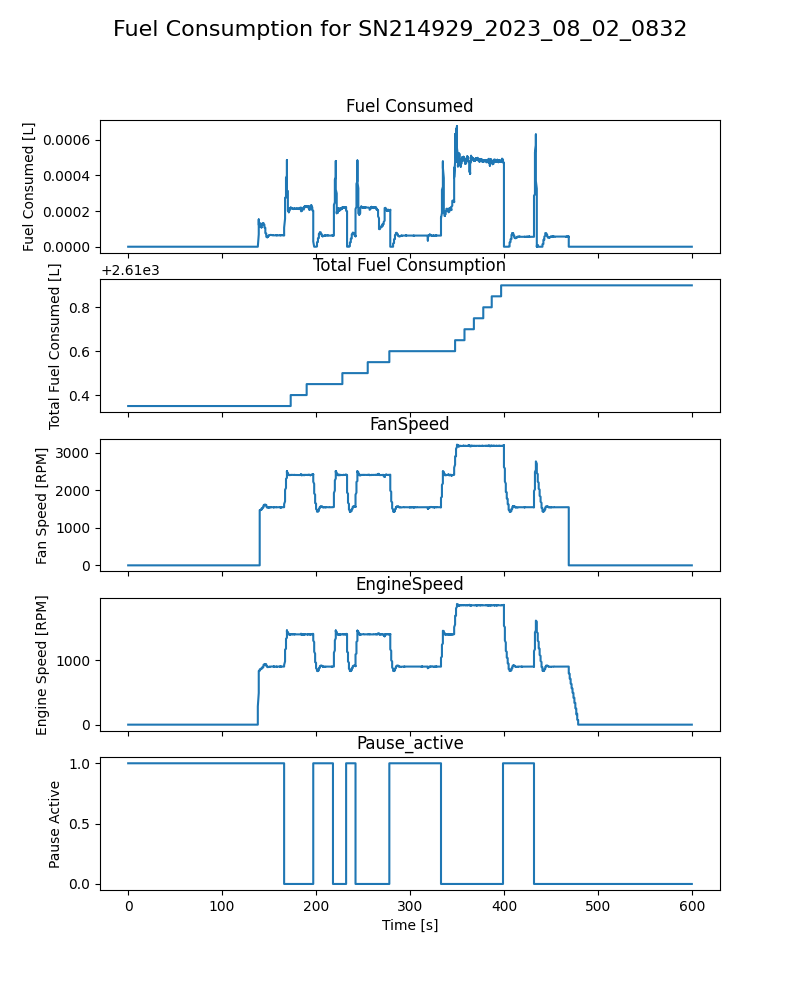 Fuel Consumption for SN214929_2023_08_02_0832
Fuel Consumed
Fuel Consumed [L]
0.0006
0.0004
0.0002
0.0000
Total Fuel Consumption
+2.61e3
Total Fuel Consumed [L]
0.8
0.6
0.4
FanSpeed
Fan Speed [RPM]
3000
2000
1000
0
EngineSpeed
Engine Speed [RPM]
1000
0
Pause_active
Pause Active
1.0
0.5
0.0
0 100 200 300 400 500 600
Time [s]